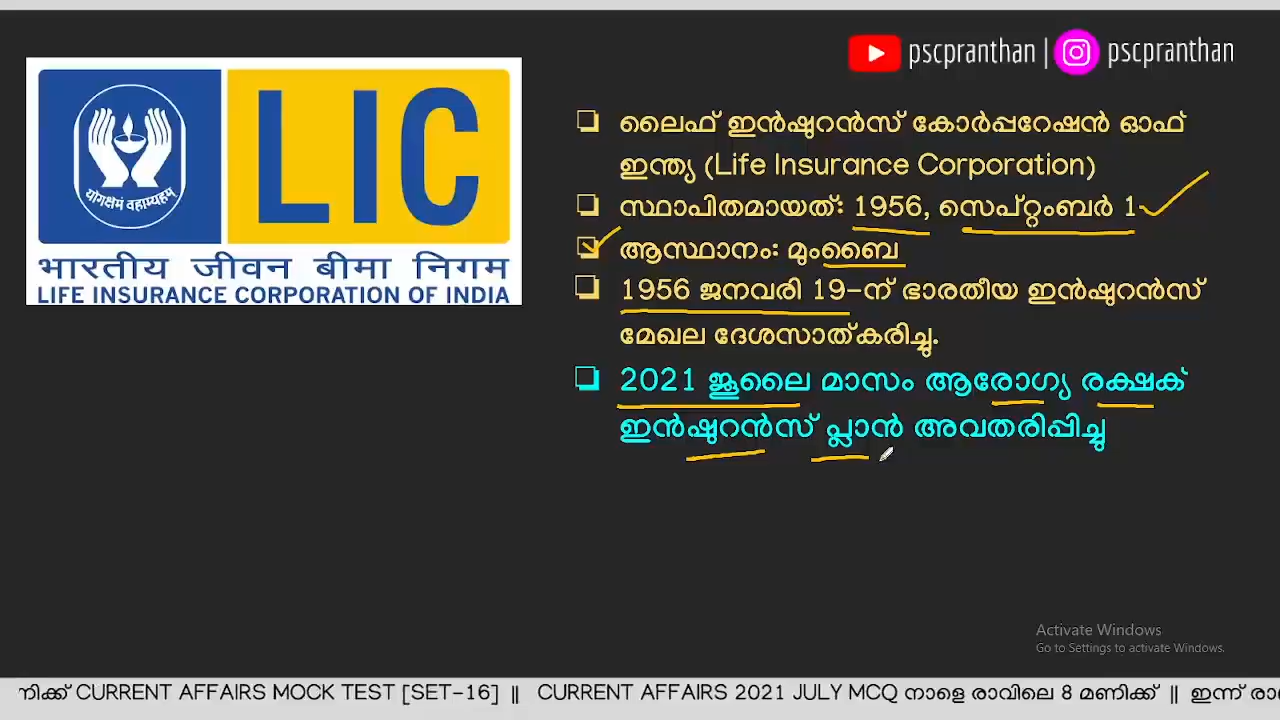 pscpranthan | pscpranthan
LIC
योगक्षेमं वहाम्यहम्
भारतीय जीवन बीमा निगम
LIFE INSURANCE CORPORATION OF INDIA
ലൈഫ് ഇൻഷുറൻസ് കോർപ്പറേഷൻ ഓഫ്
ഇന്ത്യ (Life Insurance Corporation)
സ്ഥാപിതമായത്: 1956, സെപ്റ്റംബർ 1
ആസ്ഥാനം: മുംബൈ
1956 ജനവരി 19-ന് ഭാരതീയ ഇൻഷുറൻസ്
മേഖല ദേശസാത്കരിച്ചു.
2021 ജൂലൈ മാസം ആരോഗ്യ രക്ഷക്
ഇൻഷുറൻസ് പ്ലാൻ അവതരിപ്പിച്ചു
Activate Windows
Go to Settings to activate Windows.
CURRENT AFFAIRS MOCK TEST [SET-16] || CURRENT AFFAIRS 2021 JULY MCQ നാളെ രാവിലെ 8 മണിക്ക് || ഇന്ന്